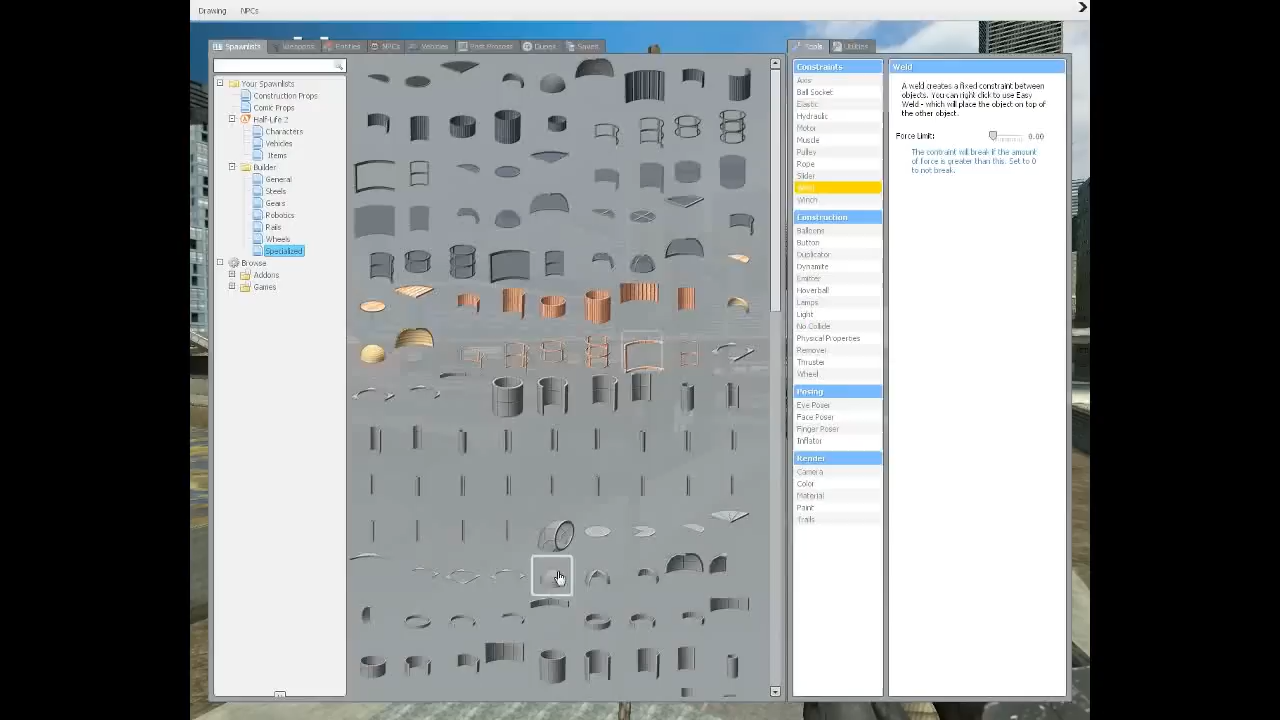 Drawing NPCs
Spawnlists Weapons Entities NPCs Vehicles Post Process Dupes Saves
Tools Utilities
Your Spawnlists
Construction Props
Comic Props
Half-Life 2
Characters
Vehicles
Items
Builder
General
Steels
Gears
Robotics
Rails
Wheels
Specialized
Browse
Addons
Games
Constraints
Axis
Ball Socket
Elastic
Hydraulic
Motor
Muscle
Pulley
Rope
Slider
Weld
Winch
Construction
Balloons
Button
Duplicator
Dynamite
Emitter
Hoverball
Lamps
Light
No Collide
Physical Properties
Remover
Thruster
Wheel
Posing
Eye Poser
Face Poser
Finger Poser
Inflator
Render
Camera
Color
Material
Paint
Trails
Weld
A weld creates a fixed constraint between
objects. You can right click to use Easy
Weld - which will place the object on top of
the other object.
Force Limit: 0.00
The contraint will break if the amount
of force is greater than this. Set to 0
to not break.